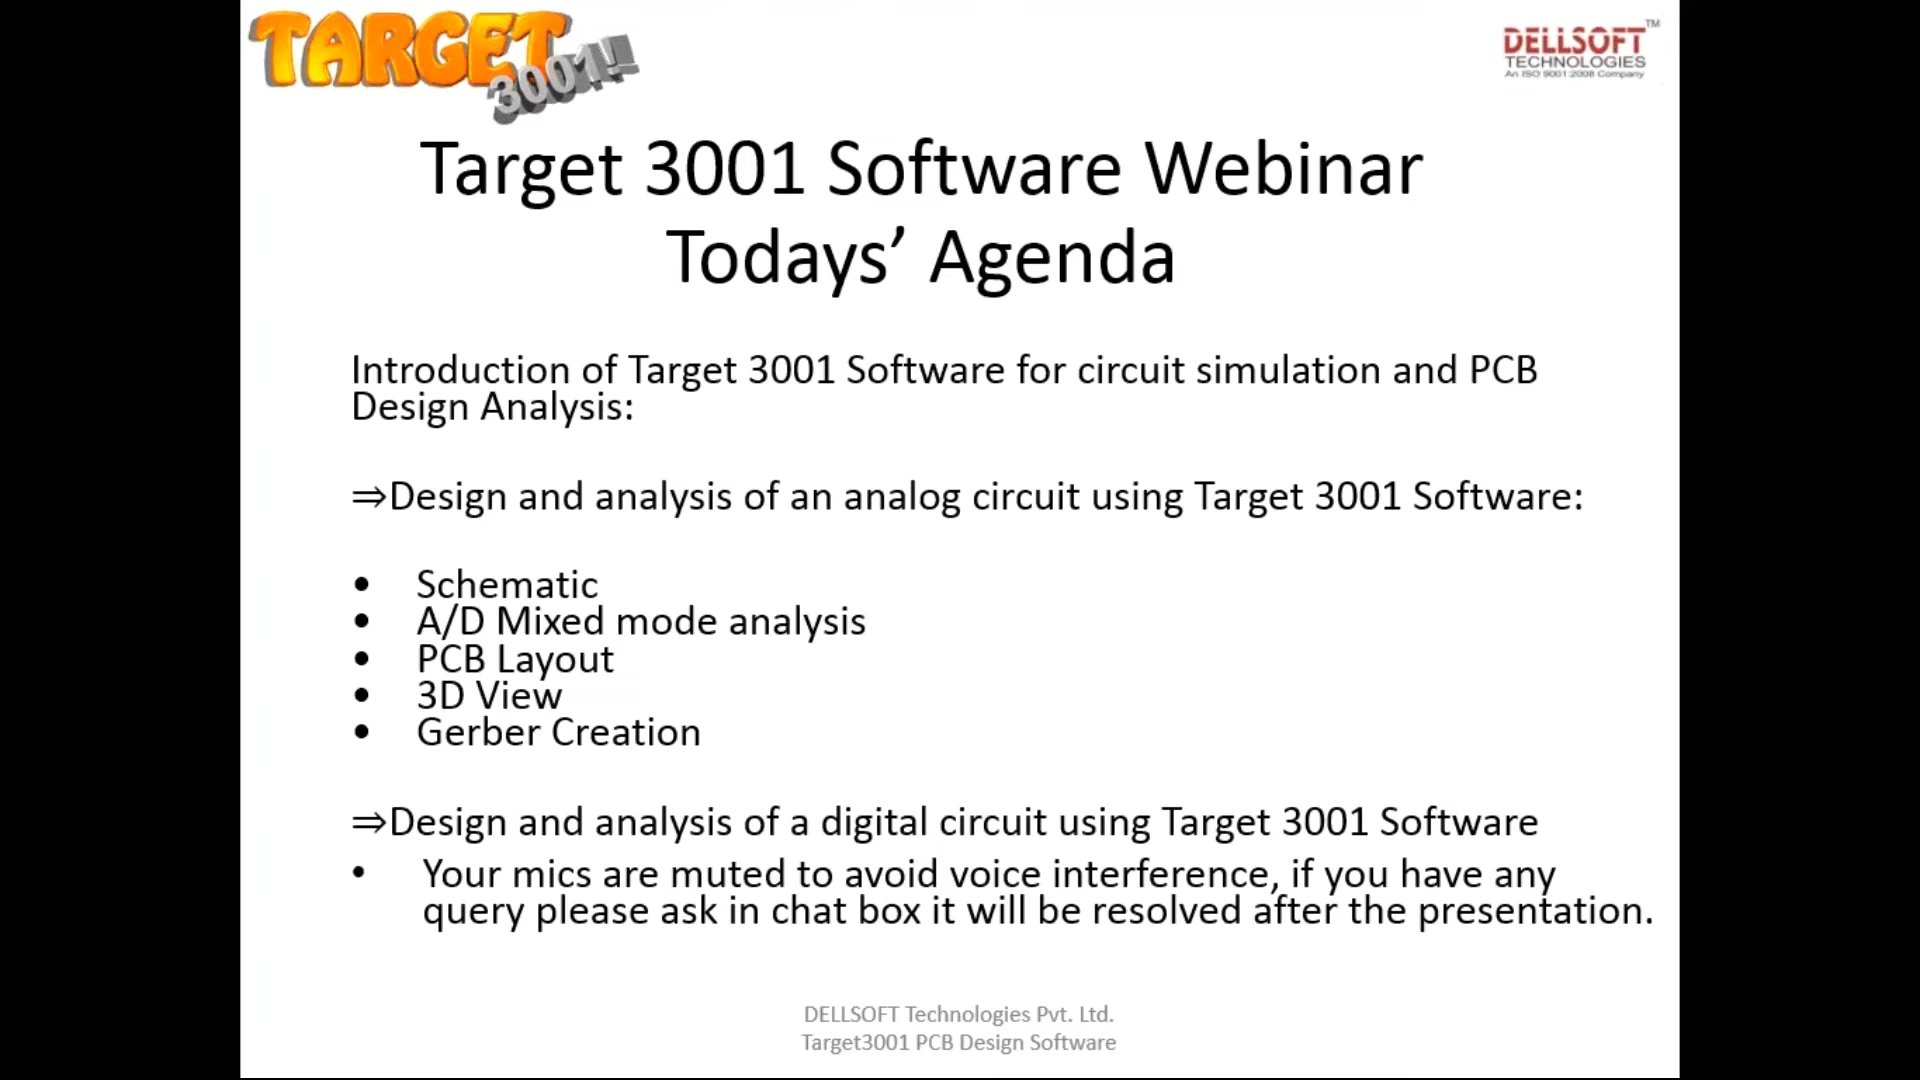 TARGET
3001!!
DELLSOFT™
TECHNOLOGIES
An ISO 9001:2008 Company
Target 3001 Software Webinar
Todays’ Agenda
Introduction of Target 3001 Software for circuit simulation and PCB
Design Analysis:
⇒Design and analysis of an analog circuit using Target 3001 Software:
• Schematic
• A/D Mixed mode analysis
• PCB Layout
• 3D View
• Gerber Creation
⇒Design and analysis of a digital circuit using Target 3001 Software
• Your mics are muted to avoid voice interference, if you have any
query please ask in chat box it will be resolved after the presentation.
DELLSOFT Technologies Pvt. Ltd.
Target3001 PCB Design Software